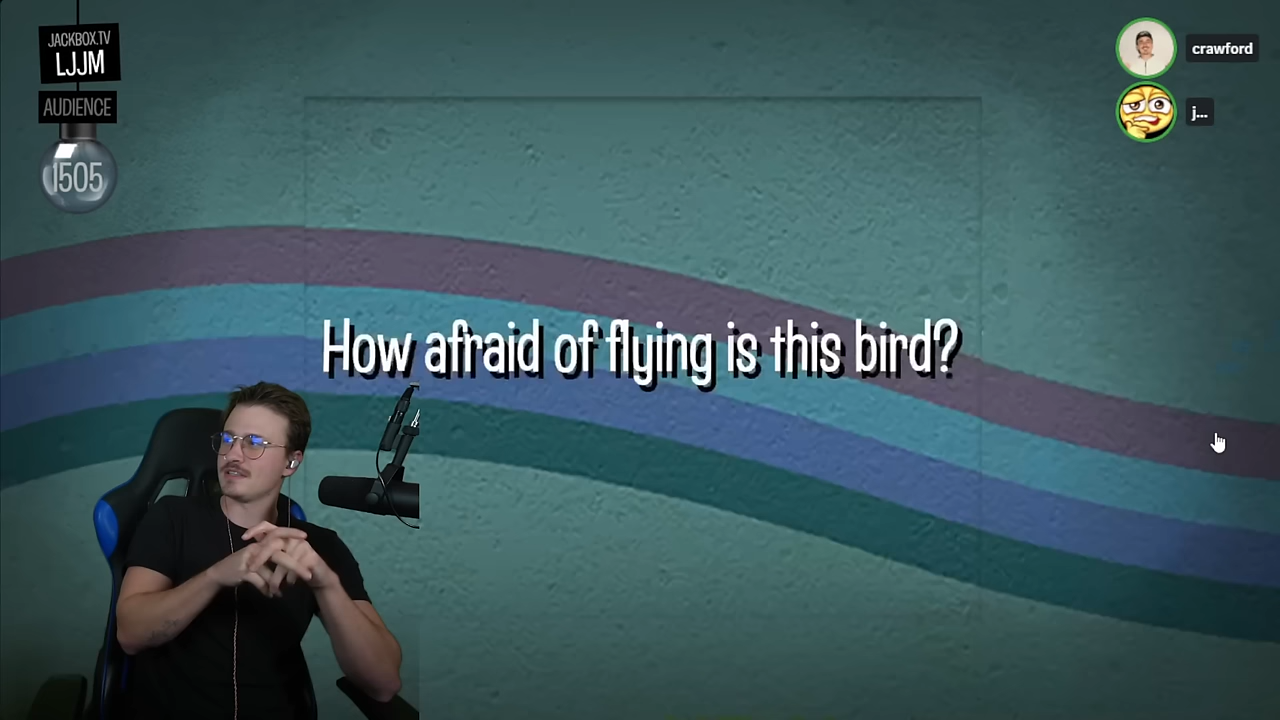 JACKBOX.TV
LJJM
AUDIENCE
1505
crawford
j...
How afraid of flying is this bird?